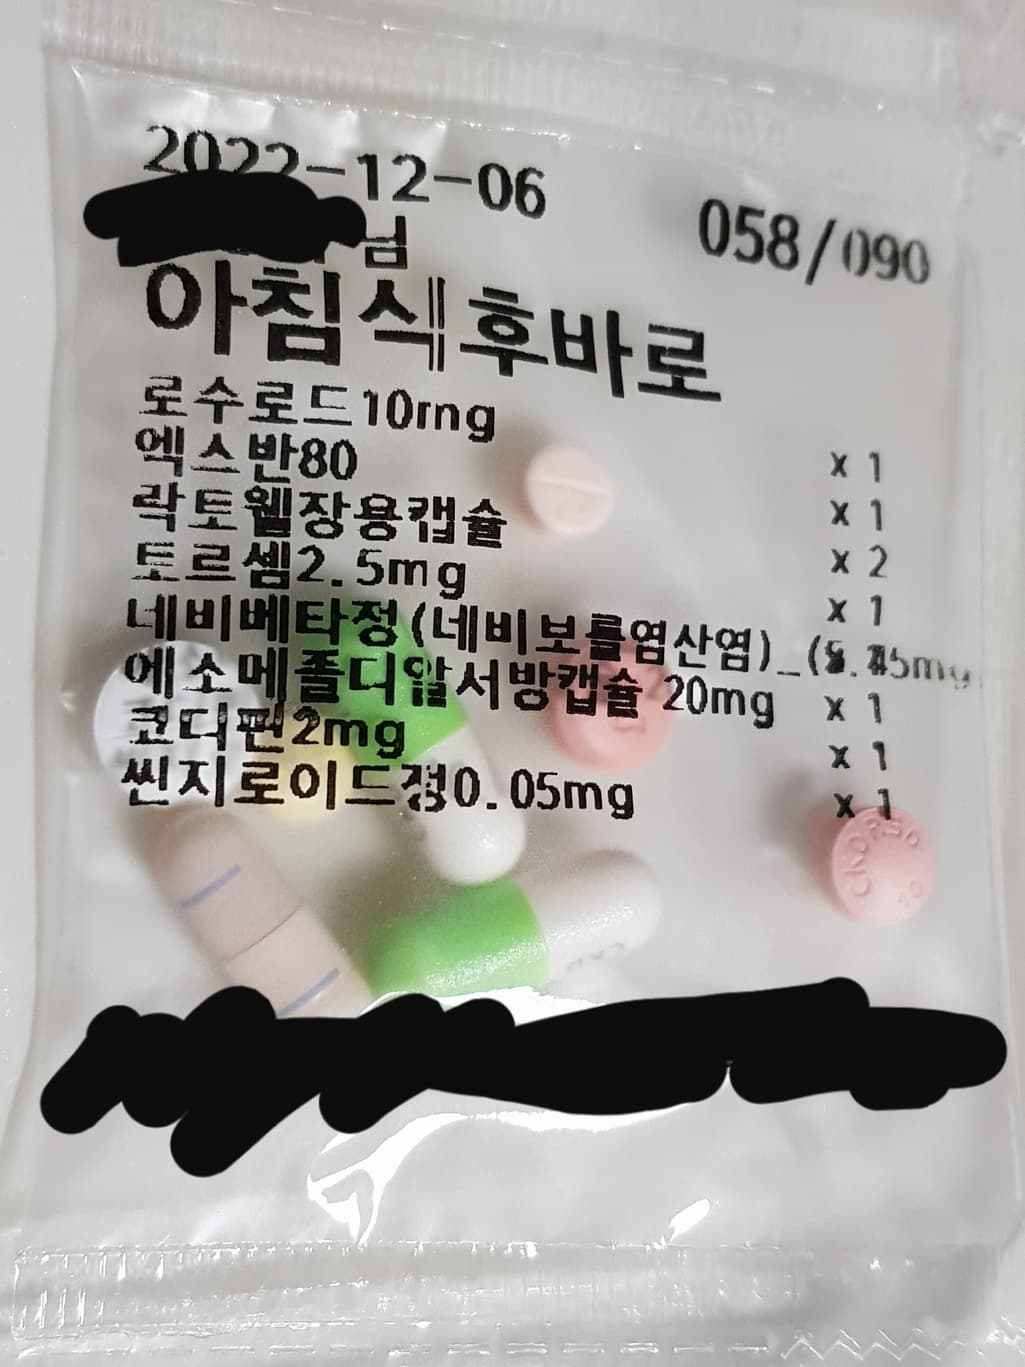 2022-12-06
님
058/090
아침식후바로
로수로드10mg x 1
엑스반80 x 1
락토웰장용캡슐 x 2
토르셈2.5mg x 1
네비베타정(네비보롤염산염)_(
에소메졸디알서방캡슐 20mg x 1
코디핀2mg x 1
씬지로이드정0.05mg x 1
CKDRSD
10